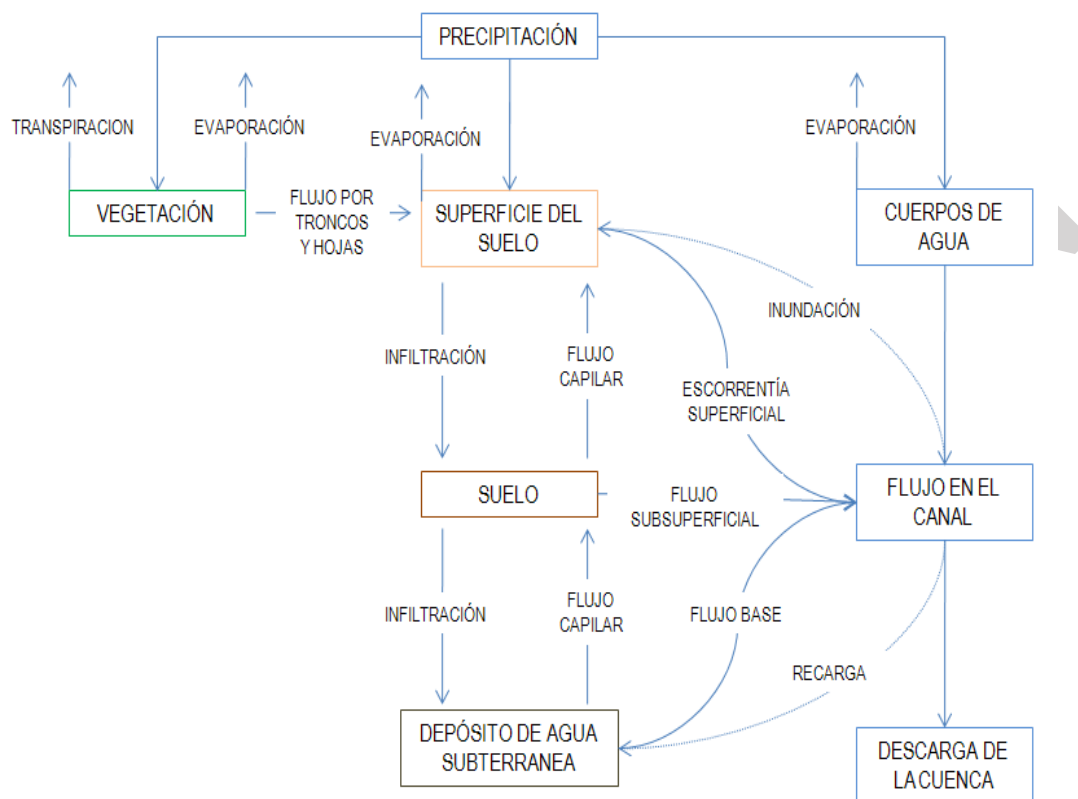 PRECIPITACIÓN
TRANSPIRACION
EVAPORACIÓN
EVAPORACIÓN
EVAPORACIÓN
VEGETACIÓN
FLUJO POR
TRONCOS
Y HOJAS
SUPERFICIE DEL
SUELO
CUERPOS DE
AGUA
INUNDACIÓN
INFILTRACIÓN
FLUJO
CAPILAR
ESCORRENTÍA
SUPERFICIAL
SUELO
FLUJO
SUBSUPERFICIAL
FLUJO EN EL
CANAL
INFILTRACIÓN
FLUJO
CAPILAR
FLUJO BASE
RECARGA
DEPÓSITO DE AGUA
SUBTERRANEA
DESCARGA DE
LA CUENCA